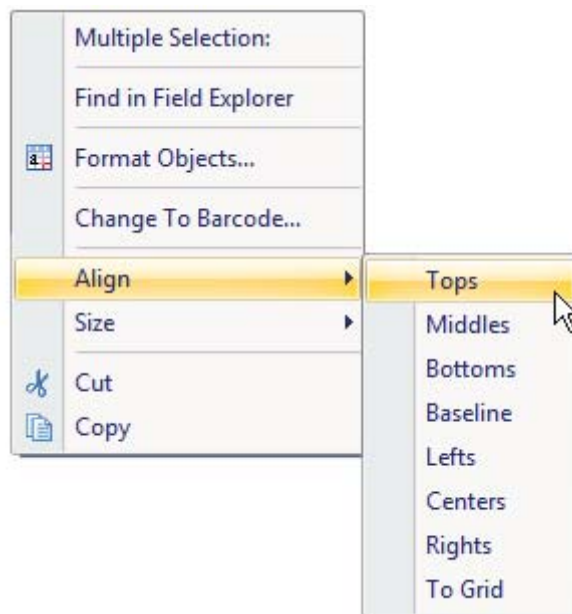 Multiple Selection:
Find in Field Explorer
Format Objects...
Change To Barcode...
Align
Size
Cut
Copy
Tops
Middles
Bottoms
Baseline
Lefts
Centers
Rights
To Grid